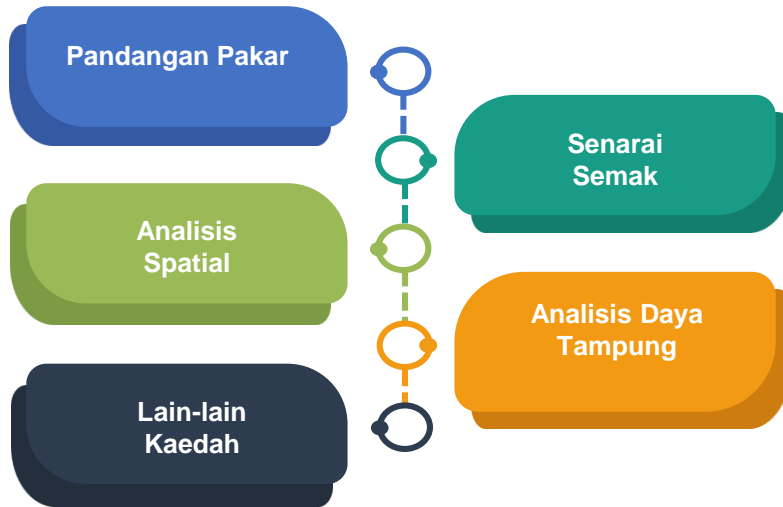 Pandangan Pakar
Senarai
Semak
Analisis
Spatial
Analisis Daya
Tampung
Lain-lain
Kaedah